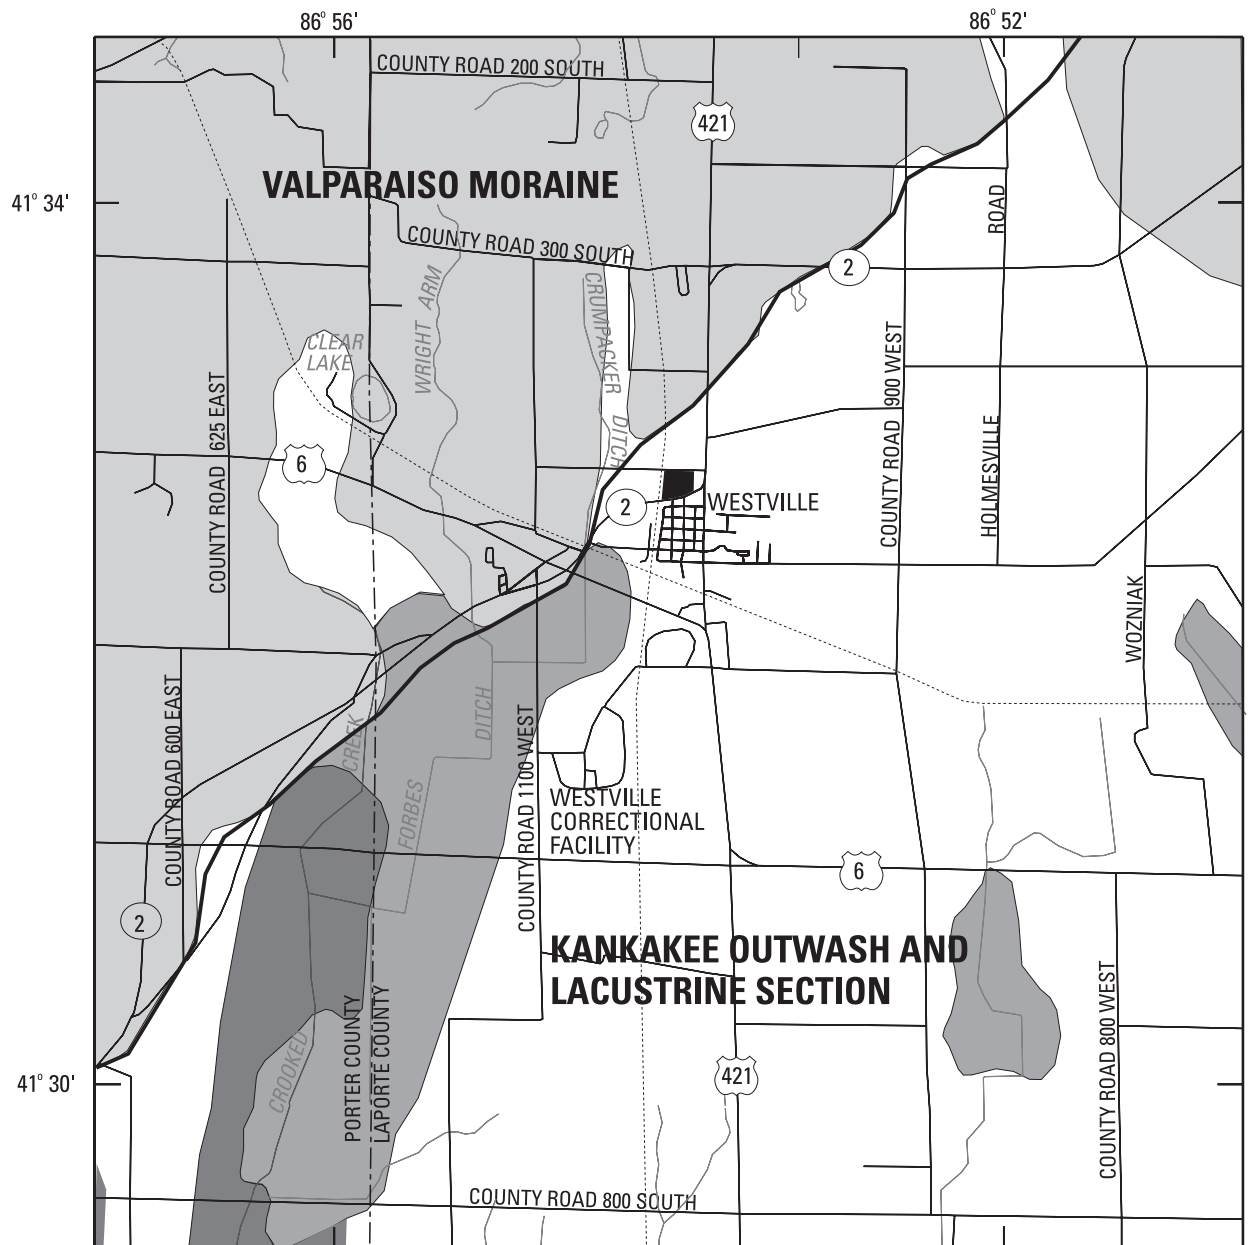 86° 56'
86° 52'
COUNTY ROAD 200 SOUTH
421
VALPARAISO MORAINE
41° 34'
ROAD
COUNTY ROAD 300 SOUTH
2
WRIGHT ARM
CRUMPACKER DITCH
CLEAR
LAKE
COUNTY ROAD 900 WEST
COUNTY ROAD 625 EAST
HOLMESVILLE
6
2
WESTVILLE
WOZNIAK
COUNTY ROAD 600 EAST
CREEK
DITCH
FORBES
COUNTY ROAD 1100 WEST
WESTVILLE
CORRECTIONAL
FACILITY
6
2
KANKAKEE OUTWASH AND
LACUSTRINE SECTION
COUNTY ROAD 800 WEST
PORTER COUNTY
LAPORTE COUNTY
CROOKED
421
41° 30'
COUNTY ROAD 800 SOUTH